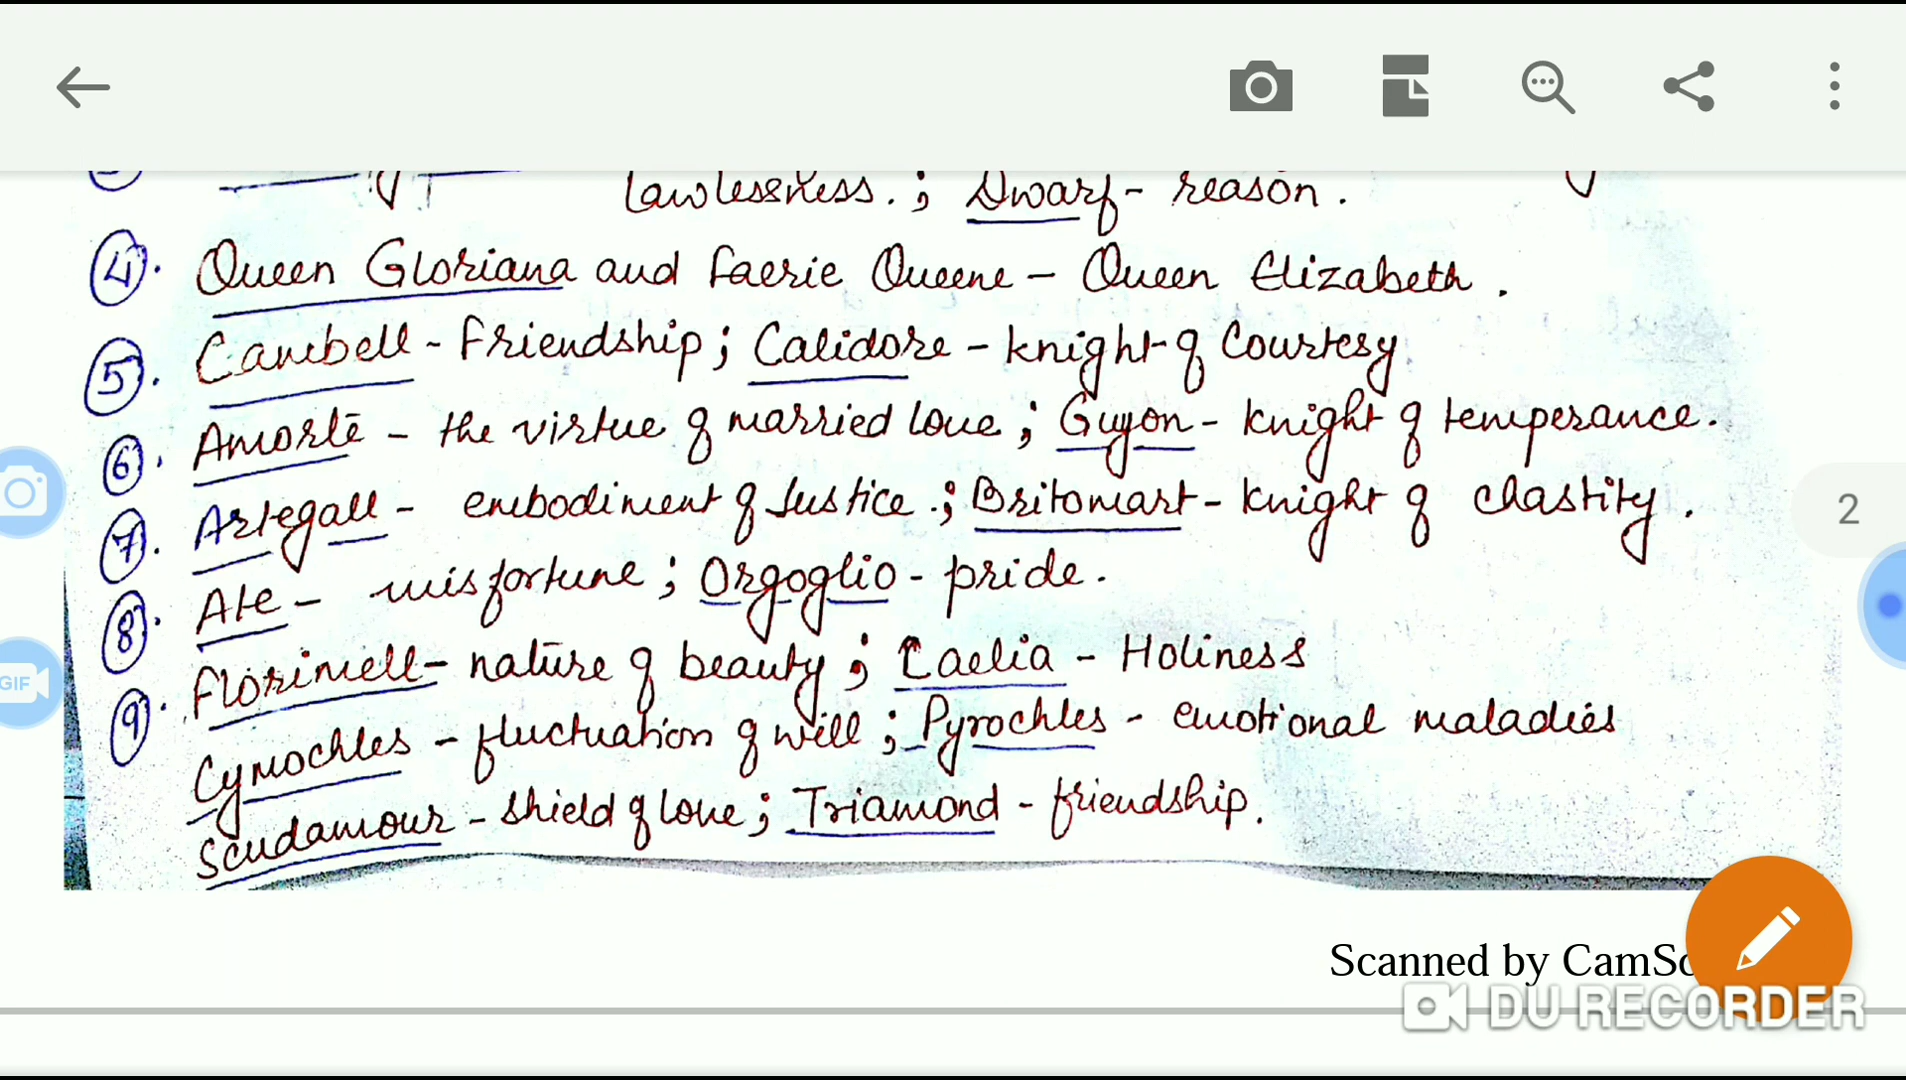 Lawlessness. ; Dwarf - reason.
4. Queen Gloriana and Faerie Queene - Queen Elizabeth.
5. Cambell - Friendship; Calidore - knight of Courtesy
6. Amorte - the virtue of married love; Guyon - knight of temperance.
7. Artegall - embodiment of Justice.; Britomart - knight of chastity.
8. Ate - misfortune; Orgoglio - pride.
9. Florimell - nature of beauty; Caelia - Holiness
Cymochles - fluctuation of will; Pyrochles - emotional maladies
Scudamour - shield of love; Triamond - friendship.
2
GIF
Scanned by CamSc
DU RECORDER